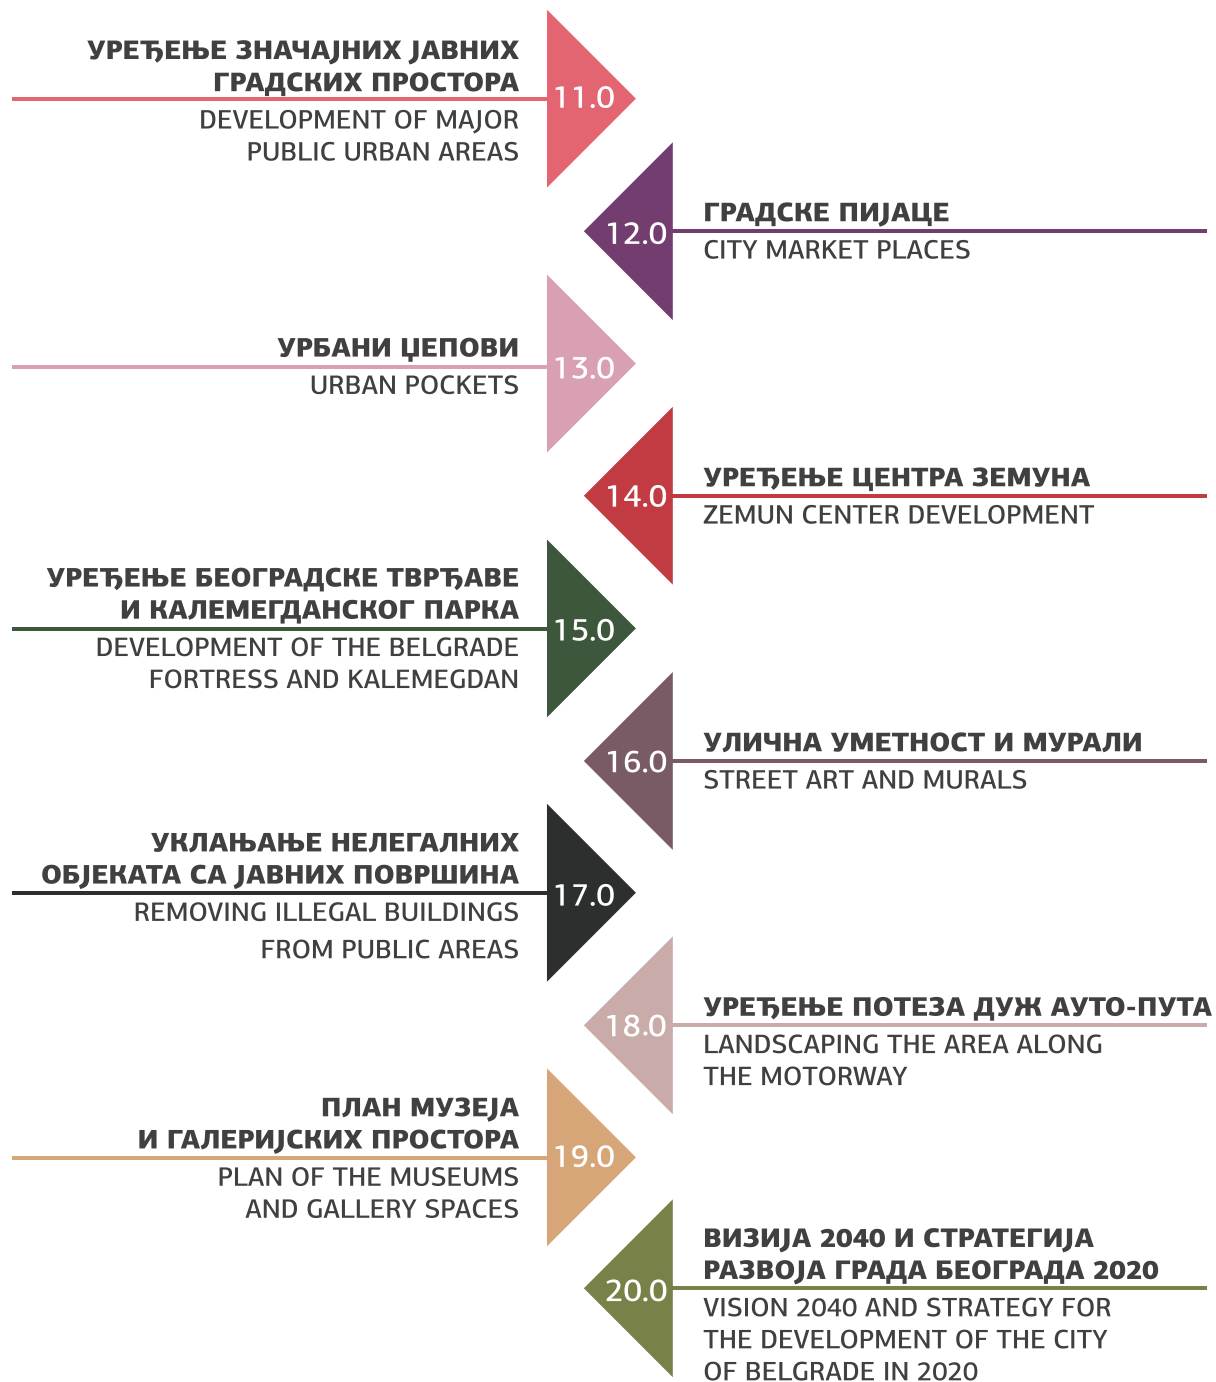 УРЕЂЕЊЕ ЗНАЧАЈНИХ ЈАВНИХ
ГРАДСКИХ ПРОСТОРА
11.0
DEVELOPMENT OF MAJOR
PUBLIC URBAN AREAS
ГРАДСКЕ ПИЈАЦЕ
12.0
CITY MARKET PLACES
УРБАНИ ЏЕПОВИ
13.0
URBAN POCKETS
УРЕЂЕЊЕ ЦЕНТРА ЗЕМУНА
14.0
ZEMUN CENTER DEVELOPMENT
УРЕЂЕЊЕ БЕОГРАДСКЕ ТВРЂАВЕ
И КАЛЕМЕГДАНСКОГ ПАРКА
15.0
DEVELOPMENT OF THE BELGRADE
FORTRESS AND KALEMEGDAN
УЛИЧНА УМЕТНОСТ И МУРАЛИ
16.0
STREET ART AND MURALS
УКЛАЊАЊЕ НЕЛЕГАЛНИХ
ОБЈЕКАТА СА ЈАВНИХ ПОВРШИНА
17.0
REMOVING ILLEGAL BUILDINGS
FROM PUBLIC AREAS
УРЕЂЕЊЕ ПОТЕЗА ДУЖ АУТО-ПУТА
18.0
LANDSCAPING THE AREA ALONG
THE MOTORWAY
ПЛАН МУЗЕЈА
И ГАЛЕРИЈСКИХ ПРОСТОРА
19.0
PLAN OF THE MUSEUMS
AND GALLERY SPACES
ВИЗИЈА 2040 И СТРАТЕГИЈА
РАЗВОЈА ГРАДА БЕОГРАДА 2020
20.0
VISION 2040 AND STRATEGY FOR
THE DEVELOPMENT OF THE CITY
OF BELGRADE IN 2020